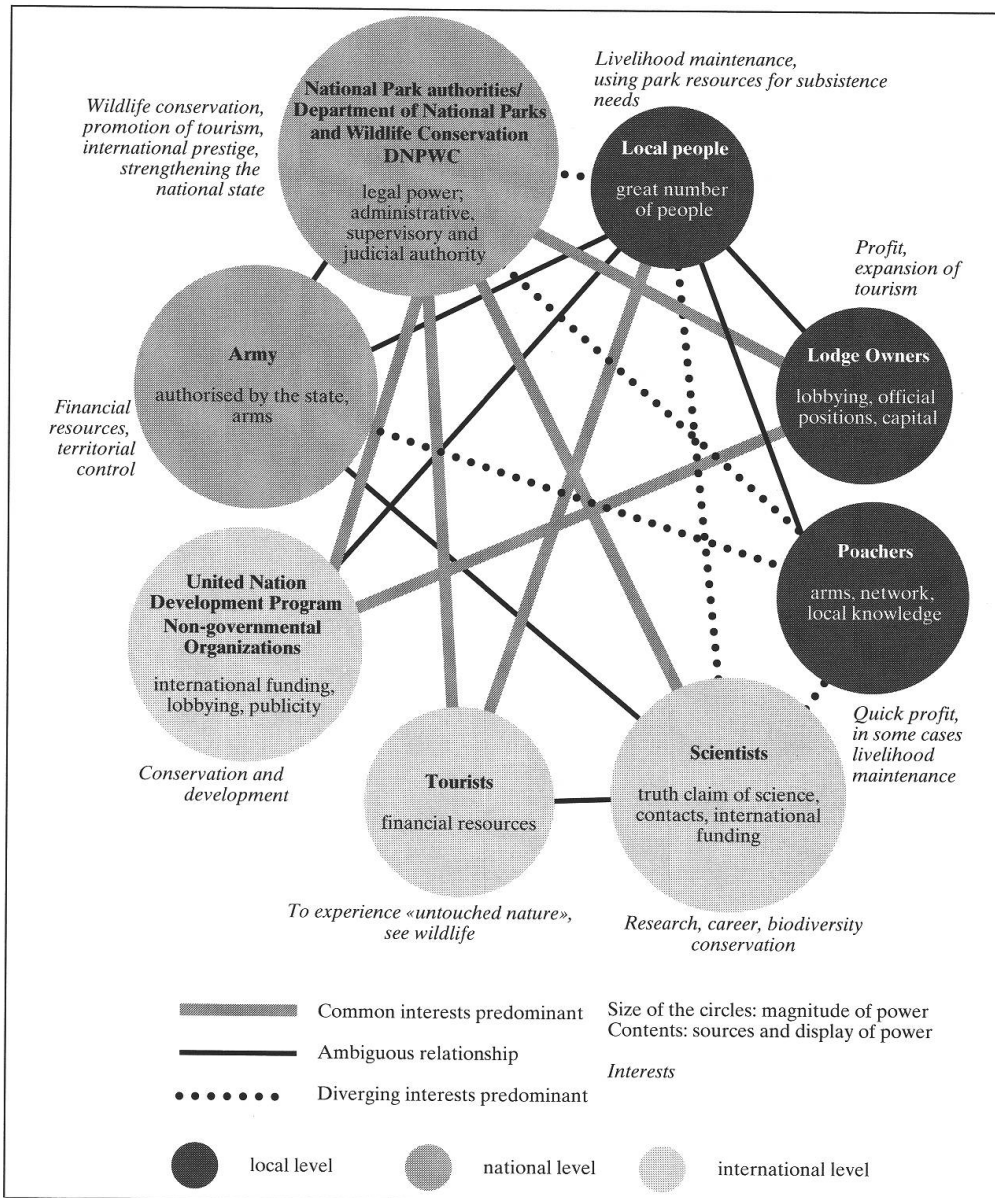 Wildlife conservation,
promotion of tourism,
international prestige,
strengthening the
national state
National Park authorities/
Department of National Parks
and Wildlife Conservation
DNPWC
legal power;
administrative,
supervisory and
judicial authority
Livelihood maintenance,
using park resources for subsistence
needs
Local people
great number
of people
Profit,
expansion of
tourism
Lodge Owners
lobbying, official
positions, capital
Army
authorised by the state,
arms
Financial
resources,
territorial
control
Poachers
arms, network,
local knowledge
Quick profit,
in some cases
livelihood
maintenance
United Nation
Development Program
Non-governmental
Organizations
international funding,
lobbying, publicity
Conservation and
development
Tourists
financial resources
To experience «untouched nature»,
see wildlife
Scientists
truth claim of science,
contacts, international
funding
Research, career, biodiversity
conservation
Common interests predominant
Ambiguous relationship
Diverging interests predominant
Size of the circles: magnitude of power
Contents: sources and display of power
Interests
local level
national level
international level